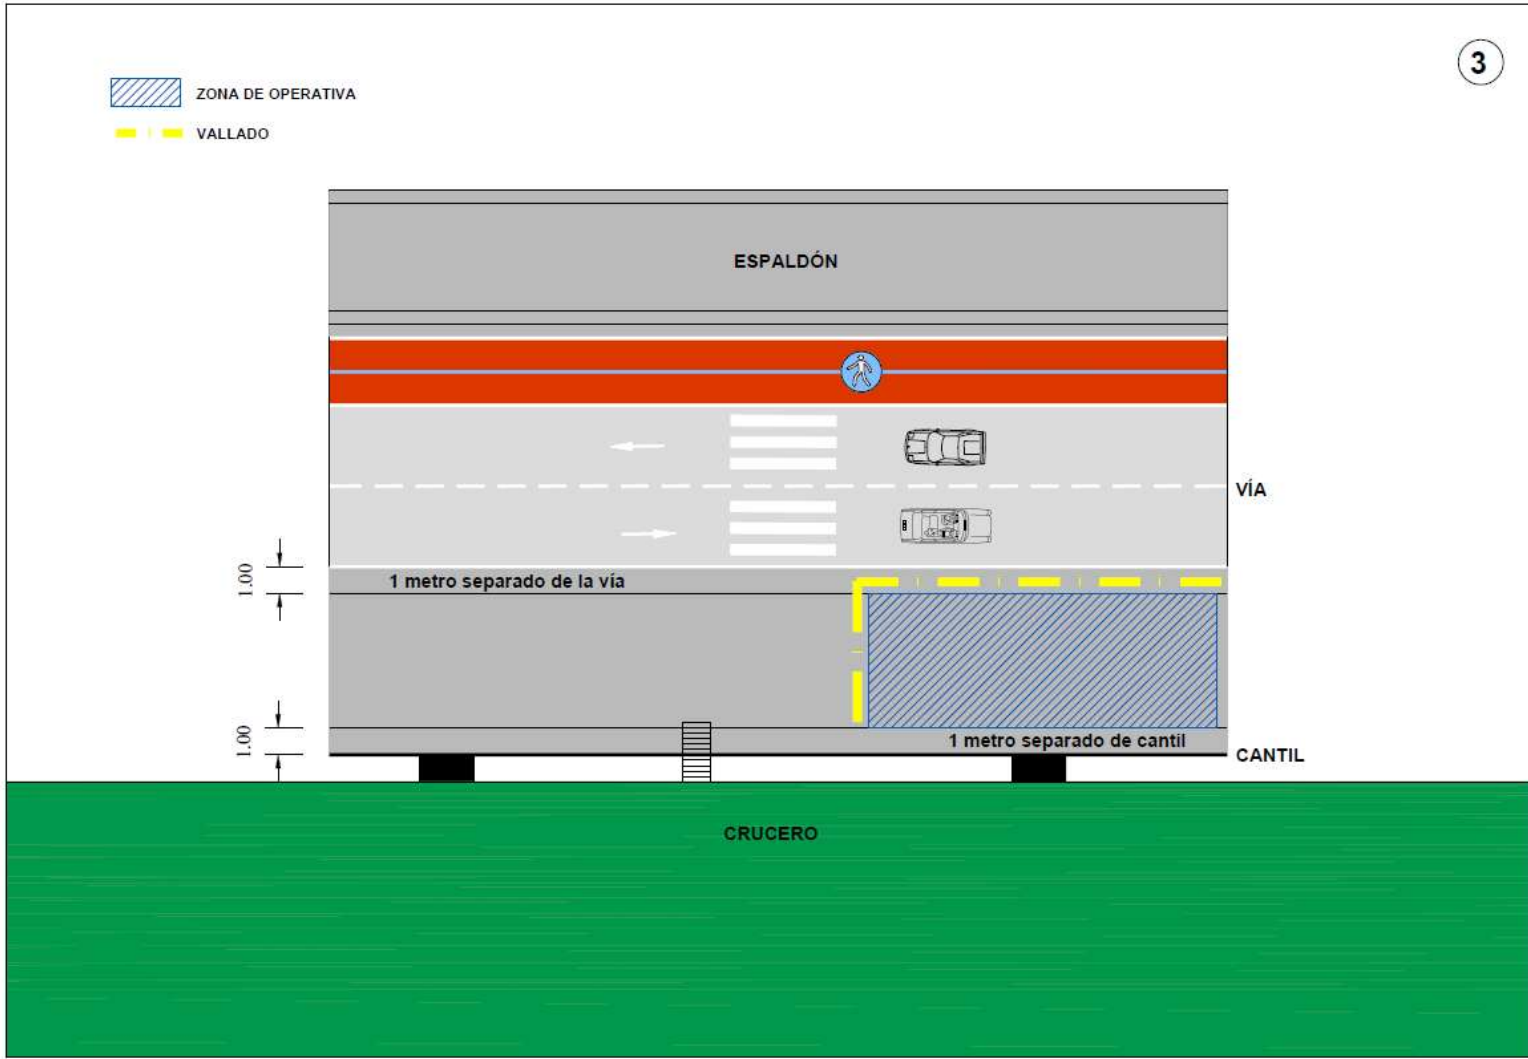 3
ZONA DE OPERATIVA
VALLADO
ESPALDÓN
VÍA
1.00
1 metro separado de la vía
1.00
1 metro separado de cantil
CANTIL
CRUCERO